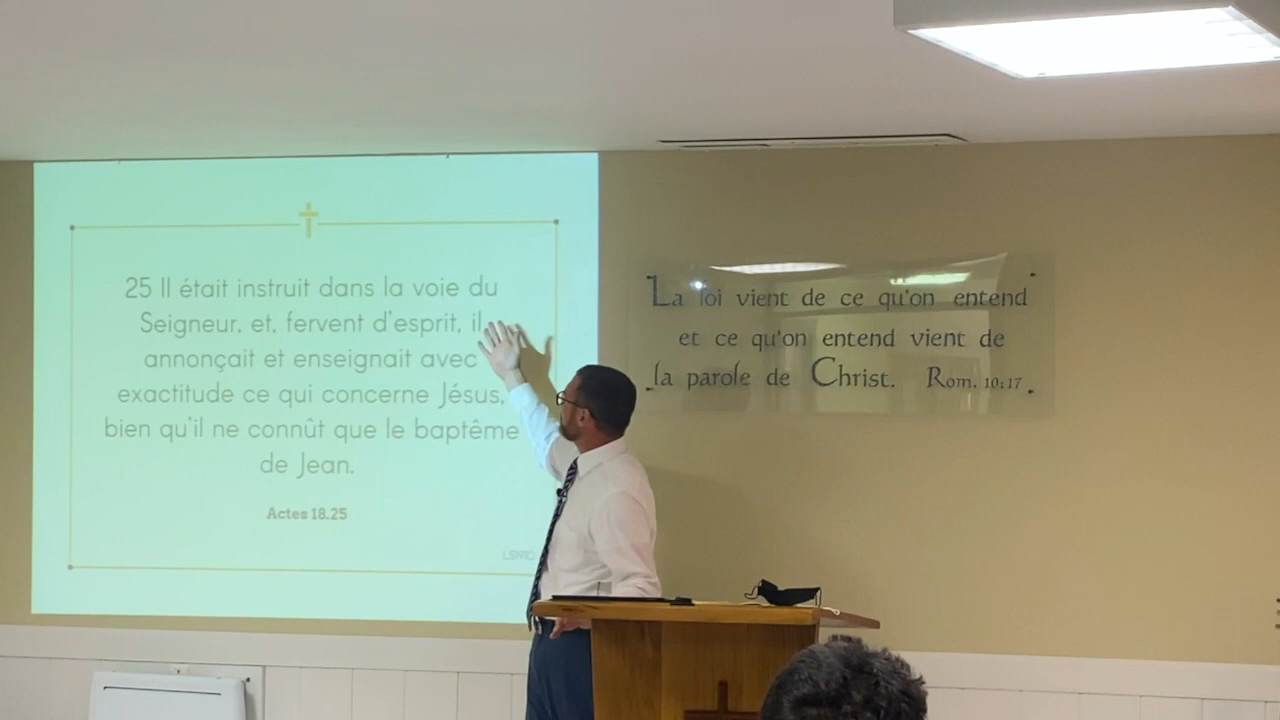 25 Il était instruit dans la voie du
Seigneur, et, fervent d'esprit, il
annonçait et enseignait avec
exactitude ce qui concerne Jésus,
bien qu'il ne connût que le baptême
de Jean.
Actes 18.25
La foi vient de ce qu'on entend
et ce qu'on entend vient de
la parole de Christ. Rom. 10:17